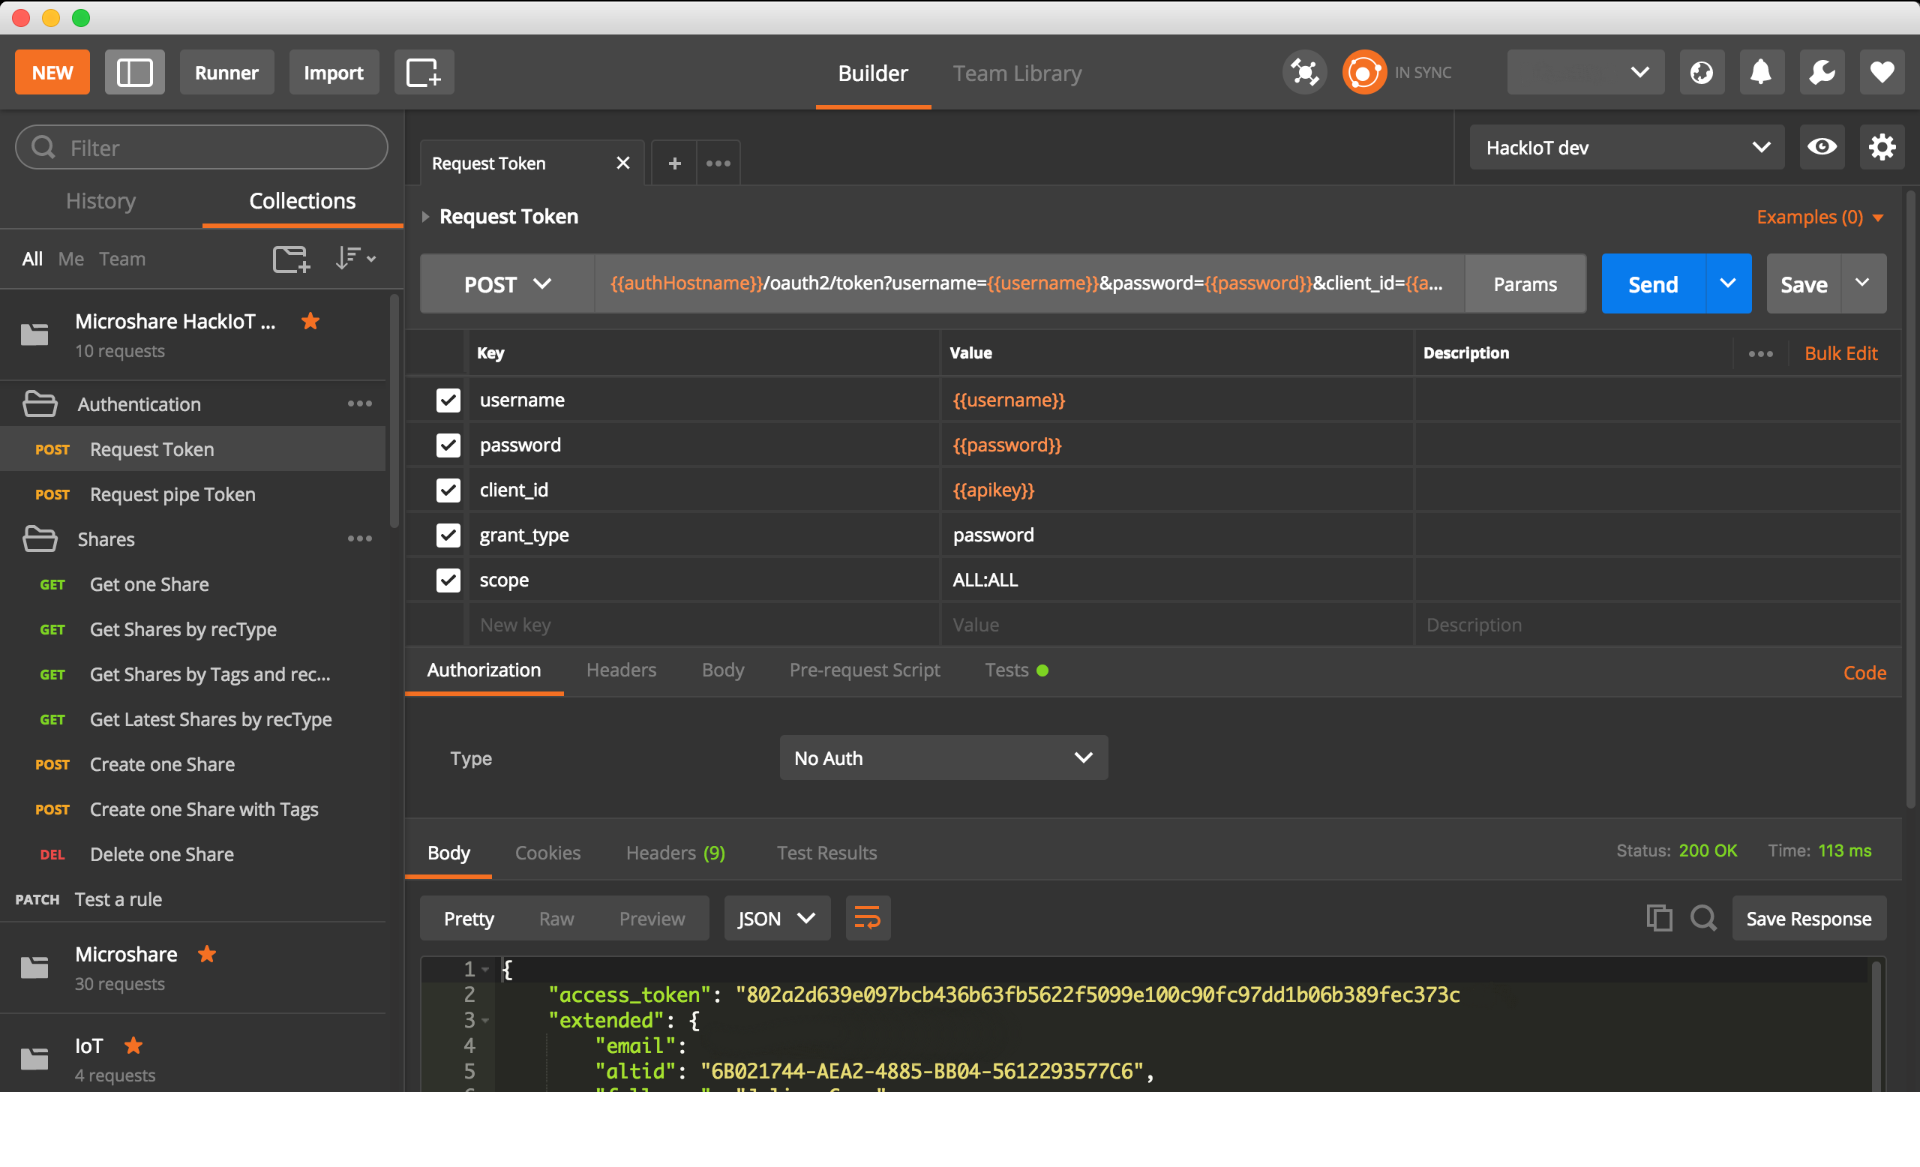 NEW
Runner
Import
Builder
Team Library
IN SYNC
Filter
History
Collections
All Me Team
Microshare HackIoT ...
10 requests
Authentication
POST Request Token
POST Request pipe Token
Shares
GET Get one Share
GET Get Shares by recType
GET Get Shares by Tags and rec...
GET Get Latest Shares by recType
POST Create one Share
POST Create one Share with Tags
DEL Delete one Share
PATCH Test a rule
Microshare
30 requests
IoT
4 requests
Request Token
HackIoT dev
Request Token
Examples (0)
POST {{authHostname}}/oauth2/token?username={{username}}&password={{password}}&client_id={{a... Params Send Save
Key Value Description Bulk Edit
username {{username}}
password {{password}}
client_id {{apikey}}
grant_type password
scope ALL:ALL
New key Value Description
Authorization Headers Body Pre-request Script Tests Code
Type No Auth
Body Cookies Headers (9) Test Results Status: 200 OK Time: 113 ms
Pretty Raw Preview JSON Save Response
1 {
2 "access_token": "802a2d639e097bcb436b63fb5622f5099e100c90fc97dd1b06b389fec373c
3 "extended": {
4 "email":
5 "altid": "6B021744-AEA2-4885-BB04-5612293577C6",